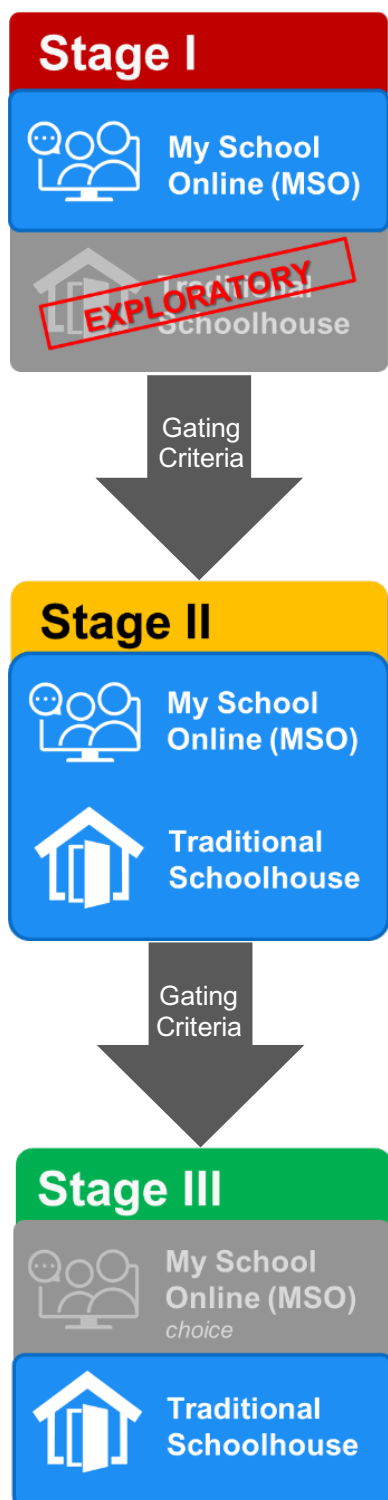 Stage I
My School
Online (MSO)
Traditional
EXPLORATORY
Schoolhouse
Gating
Criteria
Stage II
My School
Online (MSO)
Traditional
Schoolhouse
Gating
Criteria
Stage III
My School
Online (MSO)
choice
Traditional
Schoolhouse